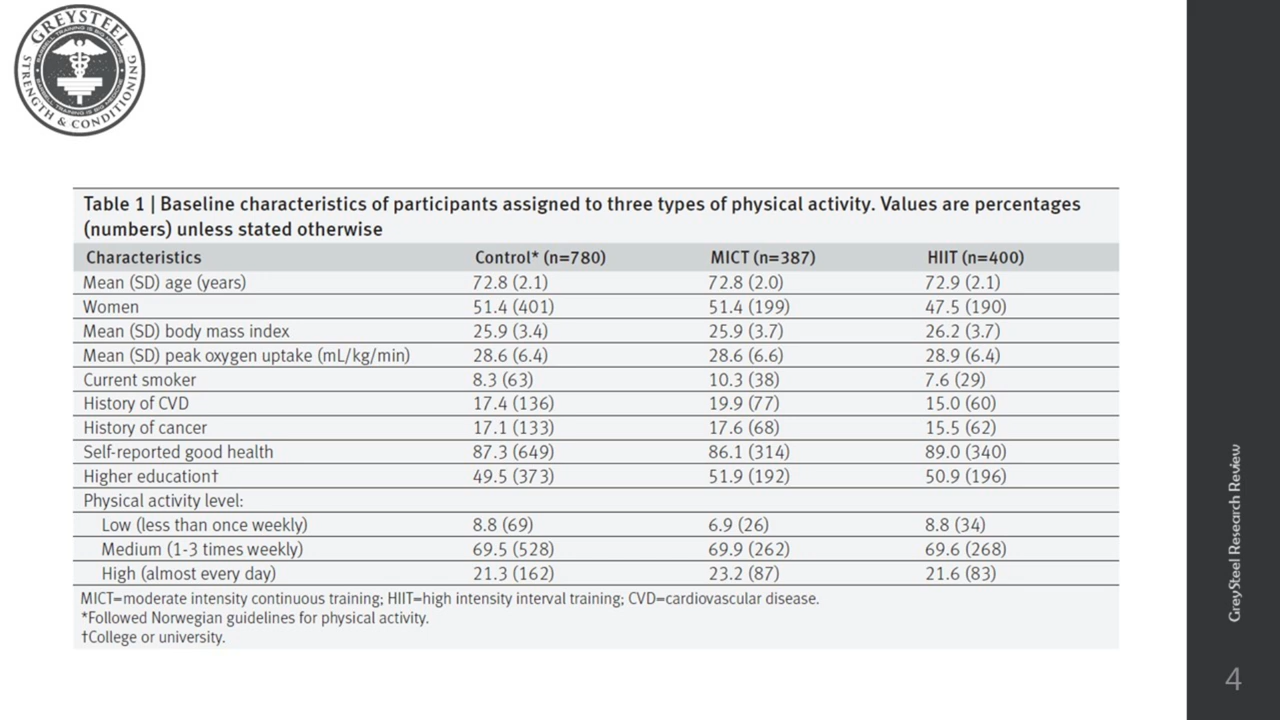 GREYSTEEL
STRENGTH & CONDITIONING
Table 1 | Baseline characteristics of participants assigned to three types of physical activity. Values are percentages
(numbers) unless stated otherwise
Characteristics Control* (n=780) MICT (n=387) HIIT (n=400)
Mean (SD) age (years) 72.8 (2.1) 72.8 (2.0) 72.9 (2.1)
Women 51.4 (401) 51.4 (199) 47.5 (190)
Mean (SD) body mass index 25.9 (3.4) 25.9 (3.7) 26.2 (3.7)
Mean (SD) peak oxygen uptake (mL/kg/min) 28.6 (6.4) 28.6 (6.6) 28.9 (6.4)
Current smoker 8.3 (63) 10.3 (38) 7.6 (29)
History of CVD 17.4 (136) 19.9 (77) 15.0 (60)
History of cancer 17.1 (133) 17.6 (68) 15.5 (62)
Self-reported good health 87.3 (649) 86.1 (314) 89.0 (340)
Higher education† 49.5 (373) 51.9 (192) 50.9 (196)
Physical activity level:
Low (less than once weekly) 8.8 (69) 6.9 (26) 8.8 (34)
Medium (1-3 times weekly) 69.5 (528) 69.9 (262) 69.6 (268)
High (almost every day) 21.3 (162) 23.2 (87) 21.6 (83)
MICT=moderate intensity continuous training; HIIT=high intensity interval training; CVD=cardiovascular disease.
*Followed Norwegian guidelines for physical activity.
†College or university.
GreySteel Research Review
4